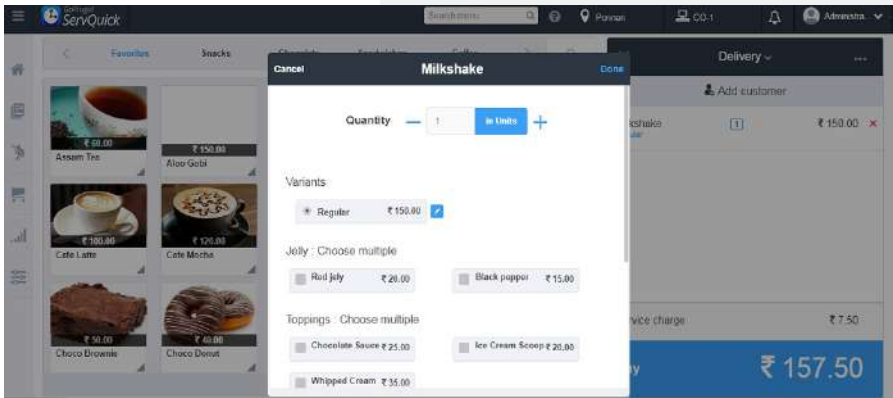 GoFrugal
ServQuick
Search menu
CO-1
Administra..
Favorites
Snacks
Delivery
Add customer
₹ 60.00
Assam Tea
₹ 150.00
Aloo Gobi
₹ 100.00
Cafe Latte
₹ 120.00
Cafe Mocha
₹ 50.00
Choco Brownie
₹ 40.00
Choco Donut
Cancel
Milkshake
Done
Quantity
1
in Units
Variants
Regular ₹ 150.00
Jelly : Choose multiple
Red jely ₹ 20.00
Black pepper ₹ 15.00
Toppings : Choose multiple
Chocolate Sauce ₹ 25.00
Ice Cream Scoop ₹ 20.00
Whipped Cream ₹ 35.00
kshake 1 ₹ 150.00
vice charge ₹ 7.50
₹ 157.50